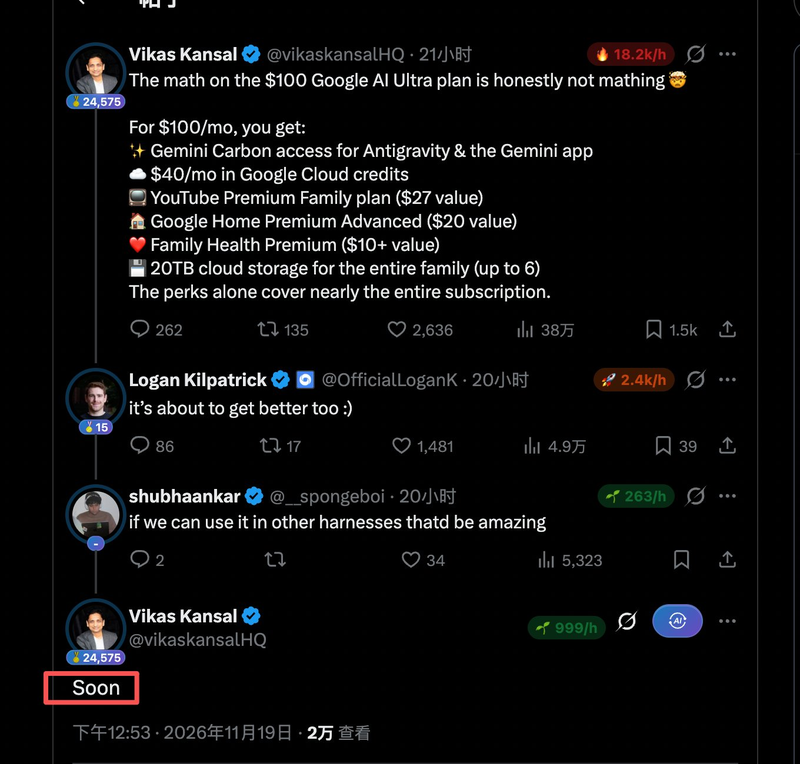 帖子
Vikas Kansal @vikaskansalHQ · 21小时
18.2k/h
24,575
The math on the $100 Google AI Ultra plan is honestly not mathing 🤯
For $100/mo, you get:
✨ Gemini Carbon access for Antigravity & the Gemini app
☁️ $40/mo in Google Cloud credits
📺 YouTube Premium Family plan ($27 value)
🏠 Google Home Premium Advanced ($20 value)
❤️ Family Health Premium ($10+ value)
💾 20TB cloud storage for the entire family (up to 6)
The perks alone cover nearly the entire subscription.
262 135 2,636 38万 1.5k
Logan Kilpatrick @OfficialLoganK · 20小时
2.4k/h
15
it’s about to get better too :)
86 17 1,481 4.9万 39
shubhaankar @__spongeboi · 20小时
263/h
if we can use it in other harnesses thatd be amazing
2 34 5,323
Vikas Kansal
@vikaskansalHQ
999/h
AI
24,575
Soon
下午12:53 · 2026年11月19日 · 2万 查看